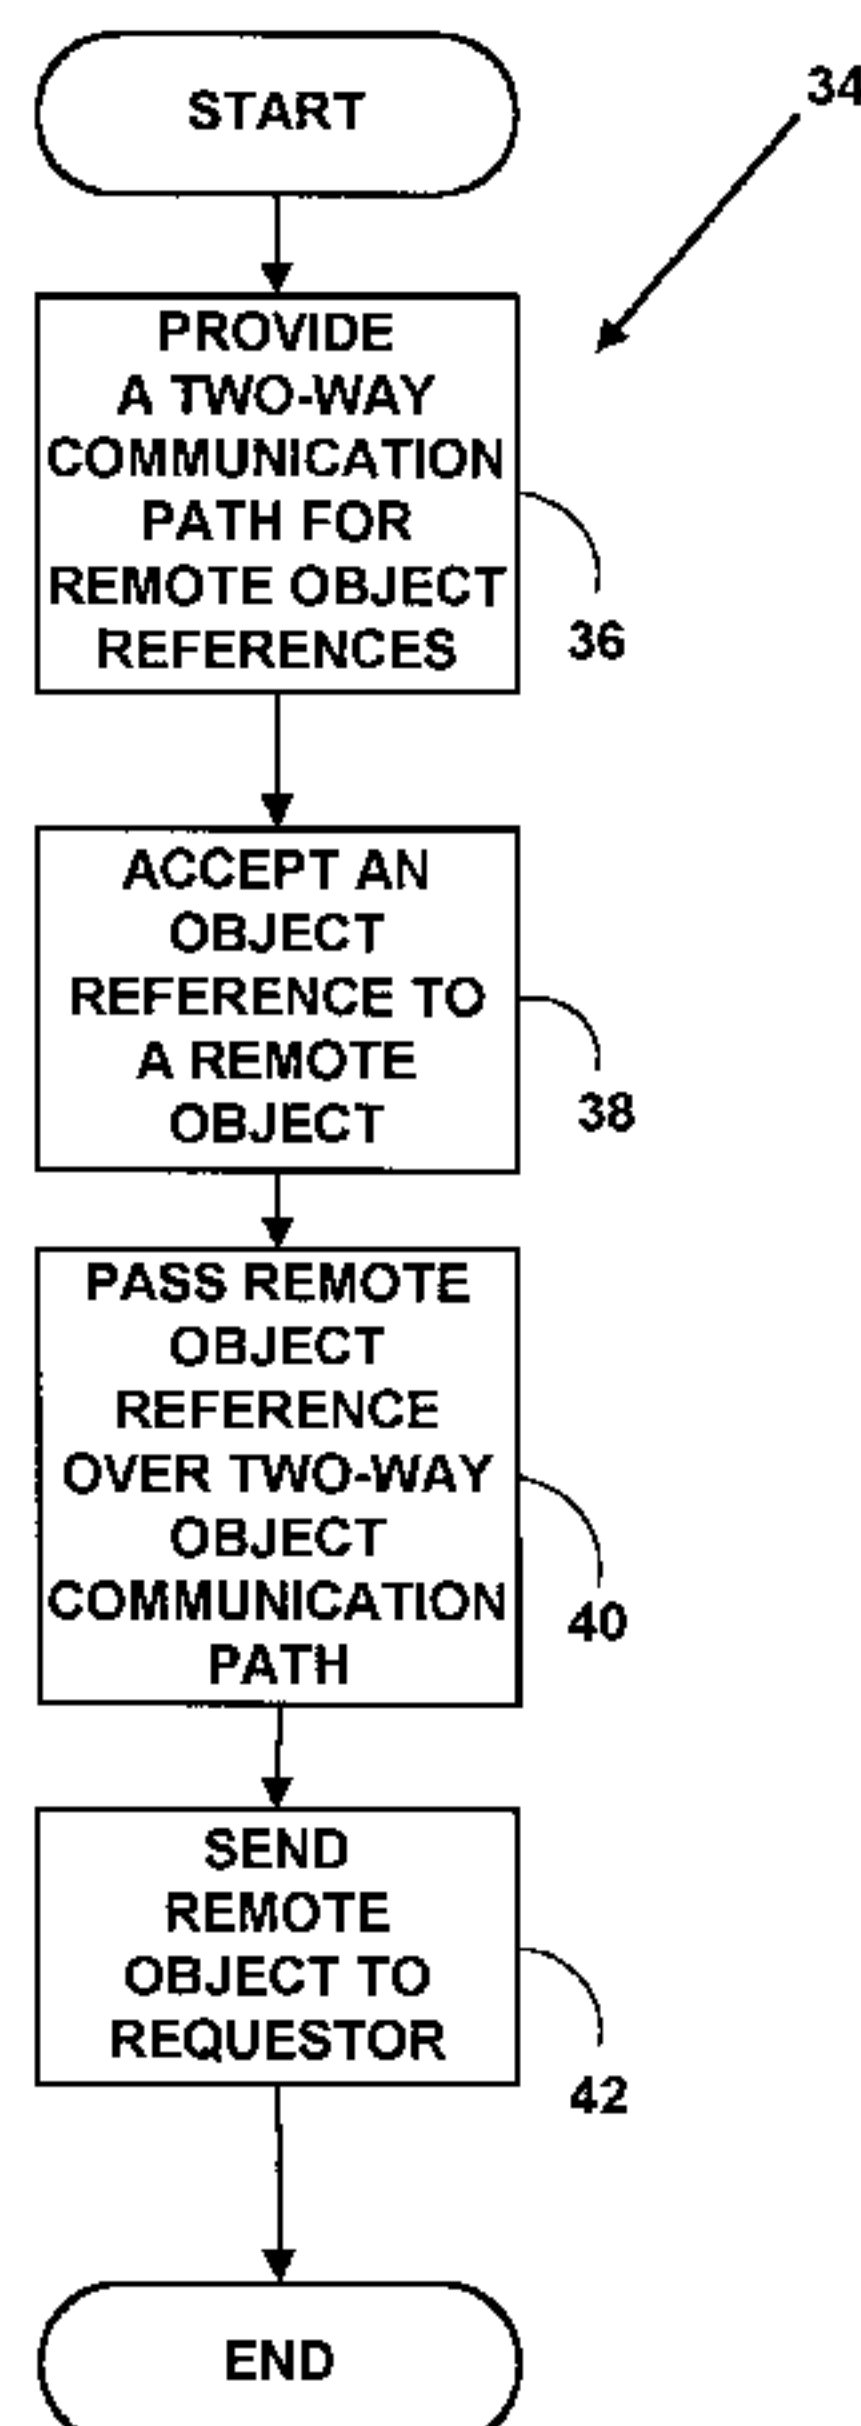 START
34
PROVIDE
A TWO-WAY
COMMUNICATION
PATH FOR
REMOTE OBJECT
REFERENCES
36
ACCEPT AN
OBJECT
REFERENCE TO
A REMOTE
OBJECT
38
PASS REMOTE
OBJECT
REFERENCE
OVER TWO-WAY
OBJECT
COMMUNICATION
PATH
40
SEND
REMOTE
OBJECT TO
REQUESTOR
42
END